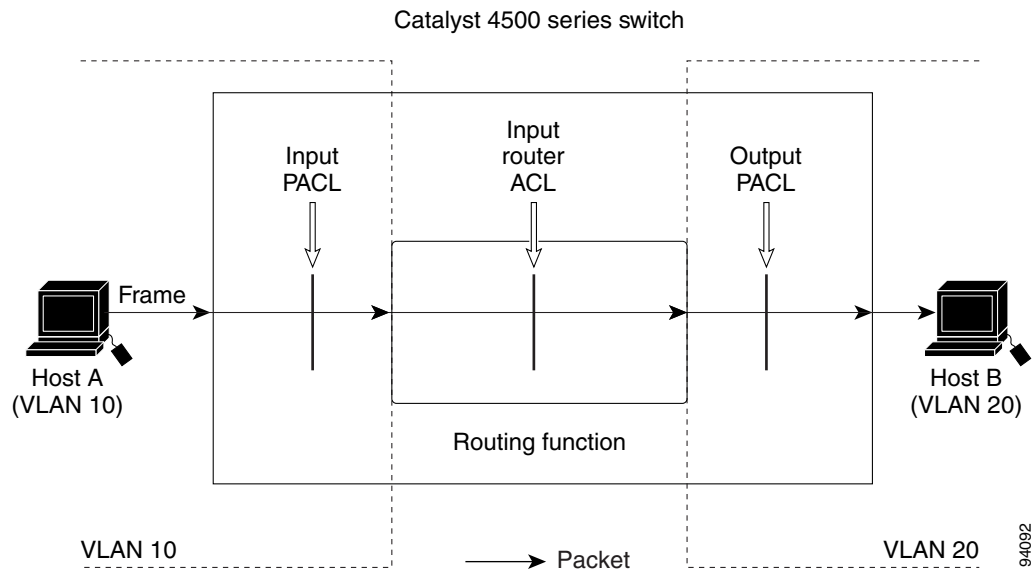 Catalyst 4500 series switch
Input
PACL
Input
router
ACL
Output
PACL
Frame
Host A
(VLAN 10)
Host B
(VLAN 20)
Routing function
VLAN 10
Packet
VLAN 20
94092